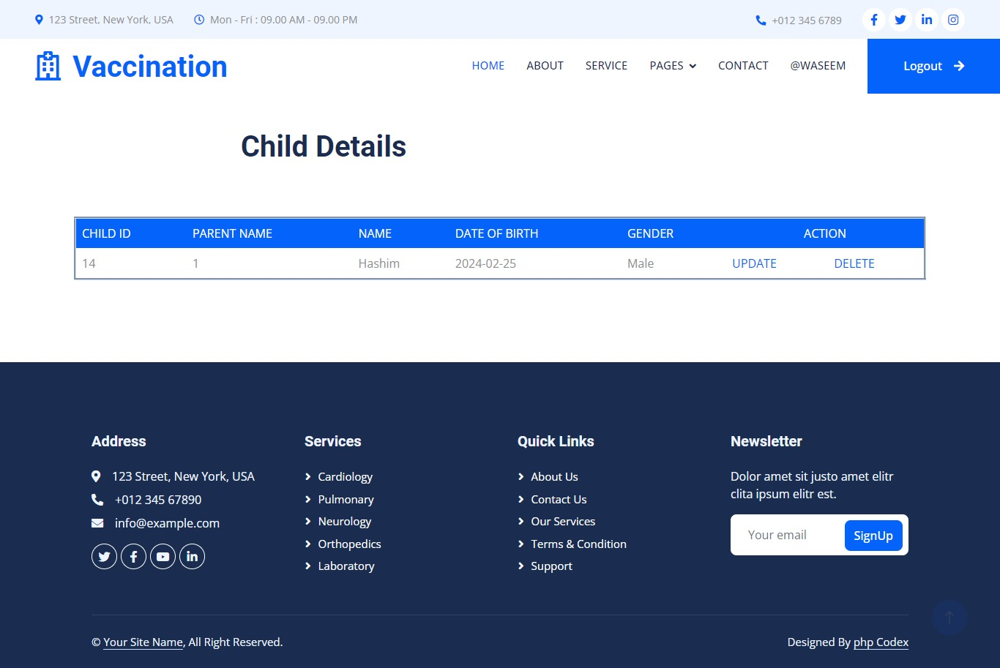 123 Street, New York, USA Mon - Fri : 09.00 AM - 09.00 PM +012 345 6789
Vaccination HOME ABOUT SERVICE PAGES CONTACT @WASEEM Logout
Child Details
CHILD ID PARENT NAME NAME DATE OF BIRTH GENDER ACTION
14 1 Hashim 2024-02-25 Male UPDATE DELETE
Address
123 Street, New York, USA
+012 345 67890
info@example.com
Services
Cardiology
Pulmonary
Neurology
Orthopedics
Laboratory
Quick Links
About Us
Contact Us
Our Services
Terms & Condition
Support
Newsletter
Dolor amet sit justo amet elitr
clita ipsum elitr est.
Your email SignUp
© Your Site Name, All Right Reserved. Designed By php Codex